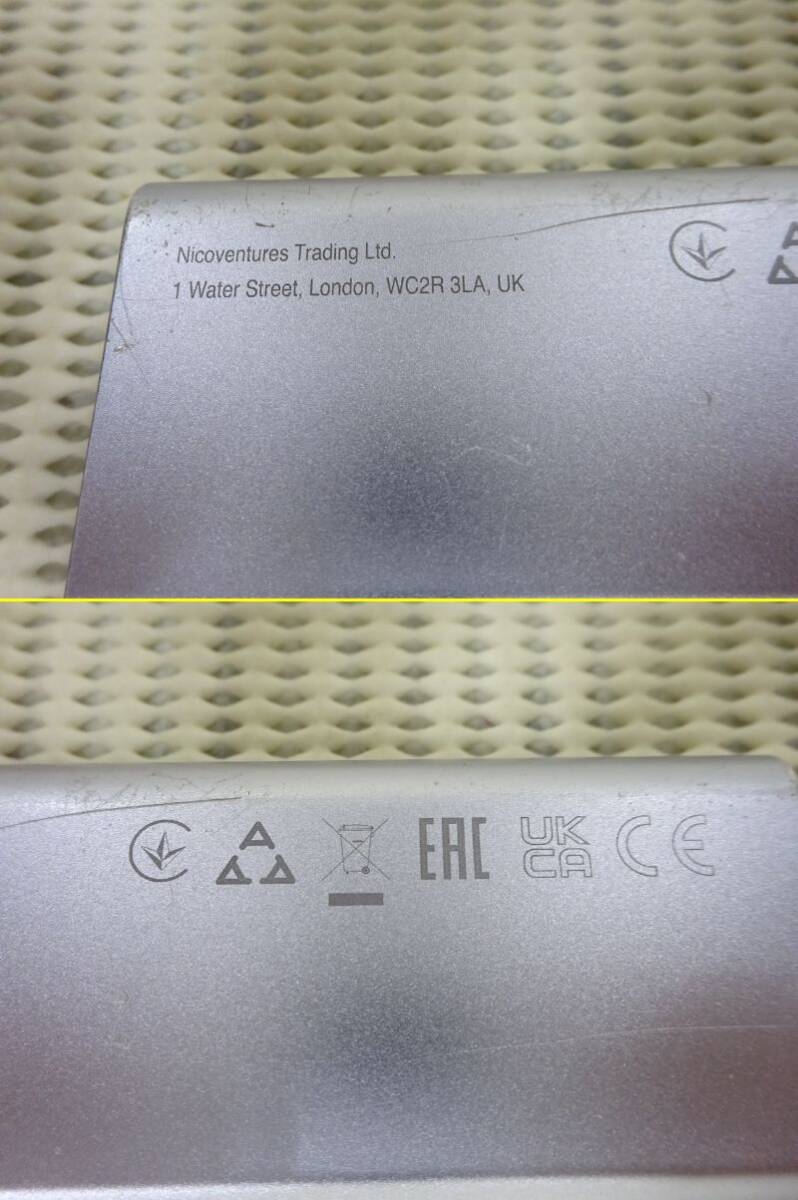 Nicoventures Trading Ltd.
1 Water Street, London, WC2R 3LA, UK
EAC
UK
CA
CE